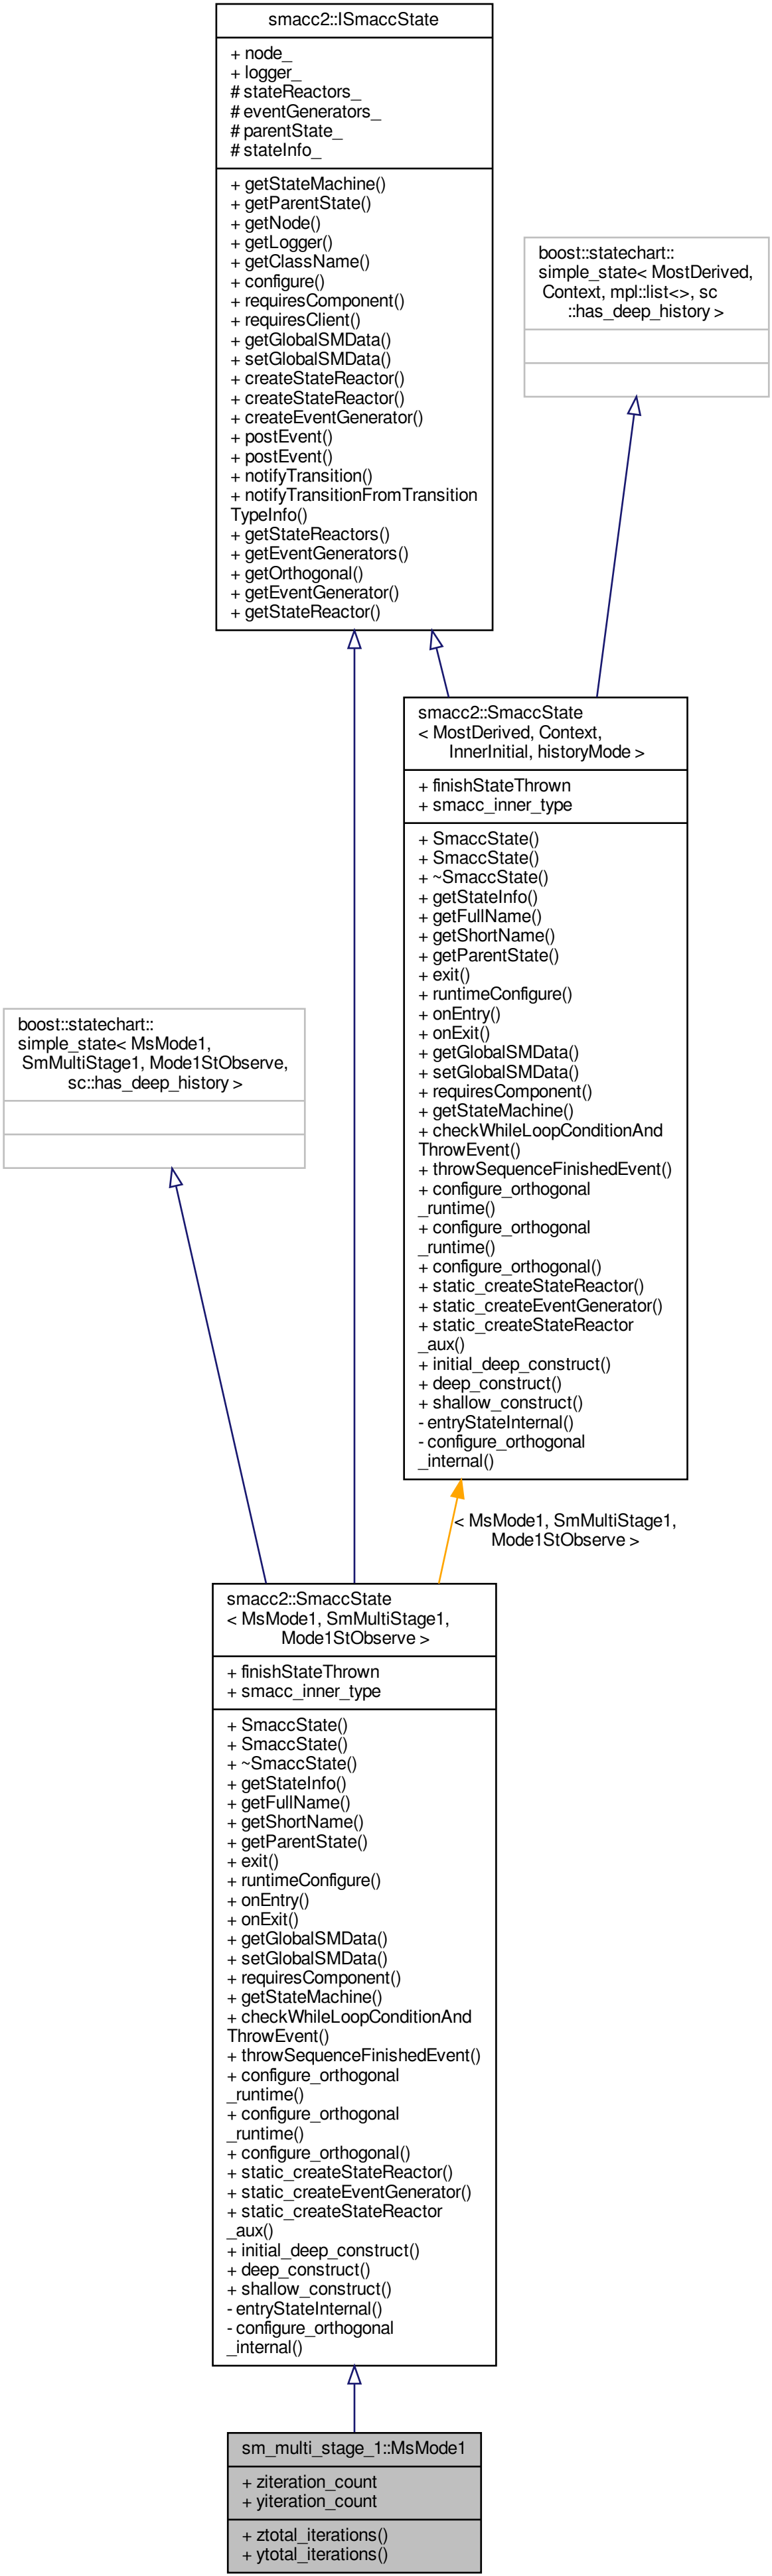 smacc2::ISmaccState
+ node_
+ logger_
# stateReactors_
# eventGenerators_
# parentState_
# stateInfo_
+ getStateMachine()
+ getParentState()
+ getNode()
+ getLogger()
+ getClassName()
+ configure()
+ requiresComponent()
+ requiresClient()
+ getGlobalSMData()
+ setGlobalSMData()
+ createStateReactor()
+ createStateReactor()
+ createEventGenerator()
+ postEvent()
+ postEvent()
+ notifyTransition()
+ notifyTransitionFromTransition
TypeInfo()
+ getStateReactors()
+ getEventGenerators()
+ getOrthogonal()
+ getEventGenerator()
+ getStateReactor()
boost::statechart::
simple_state< MostDerived,
Context, mpl::list<>, sc
::has_deep_history >
smacc2::SmaccState
< MostDerived, Context,
InnerInitial, historyMode >
+ finishStateThrown
+ smacc_inner_type
+ SmaccState()
+ SmaccState()
+ ~SmaccState()
+ getStateInfo()
+ getFullName()
+ getShortName()
+ getParentState()
+ exit()
+ runtimeConfigure()
+ onEntry()
+ onExit()
+ getGlobalSMData()
+ setGlobalSMData()
+ requiresComponent()
+ getStateMachine()
+ checkWhileLoopConditionAnd
ThrowEvent()
+ throwSequenceFinishedEvent()
+ configure_orthogonal
_runtime()
+ configure_orthogonal
_runtime()
+ configure_orthogonal()
+ static_createStateReactor()
+ static_createEventGenerator()
+ static_createStateReactor
_aux()
+ initial_deep_construct()
+ deep_construct()
+ shallow_construct()
- entryStateInternal()
- configure_orthogonal
_internal()
boost::statechart::
simple_state< MsMode1,
SmMultiStage1, Mode1StObserve,
sc::has_deep_history >
< MsMode1, SmMultiStage1,
Mode1StObserve >
smacc2::SmaccState
< MsMode1, SmMultiStage1,
Mode1StObserve >
+ finishStateThrown
+ smacc_inner_type
+ SmaccState()
+ SmaccState()
+ ~SmaccState()
+ getStateInfo()
+ getFullName()
+ getShortName()
+ getParentState()
+ exit()
+ runtimeConfigure()
+ onEntry()
+ onExit()
+ getGlobalSMData()
+ setGlobalSMData()
+ requiresComponent()
+ getStateMachine()
+ checkWhileLoopConditionAnd
ThrowEvent()
+ throwSequenceFinishedEvent()
+ configure_orthogonal
_runtime()
+ configure_orthogonal
_runtime()
+ configure_orthogonal()
+ static_createStateReactor()
+ static_createEventGenerator()
+ static_createStateReactor
_aux()
+ initial_deep_construct()
+ deep_construct()
+ shallow_construct()
- entryStateInternal()
- configure_orthogonal
_internal()
sm_multi_stage_1::MsMode1
+ ziteration_count
+ yiteration_count
+ ztotal_iterations()
+ ytotal_iterations()